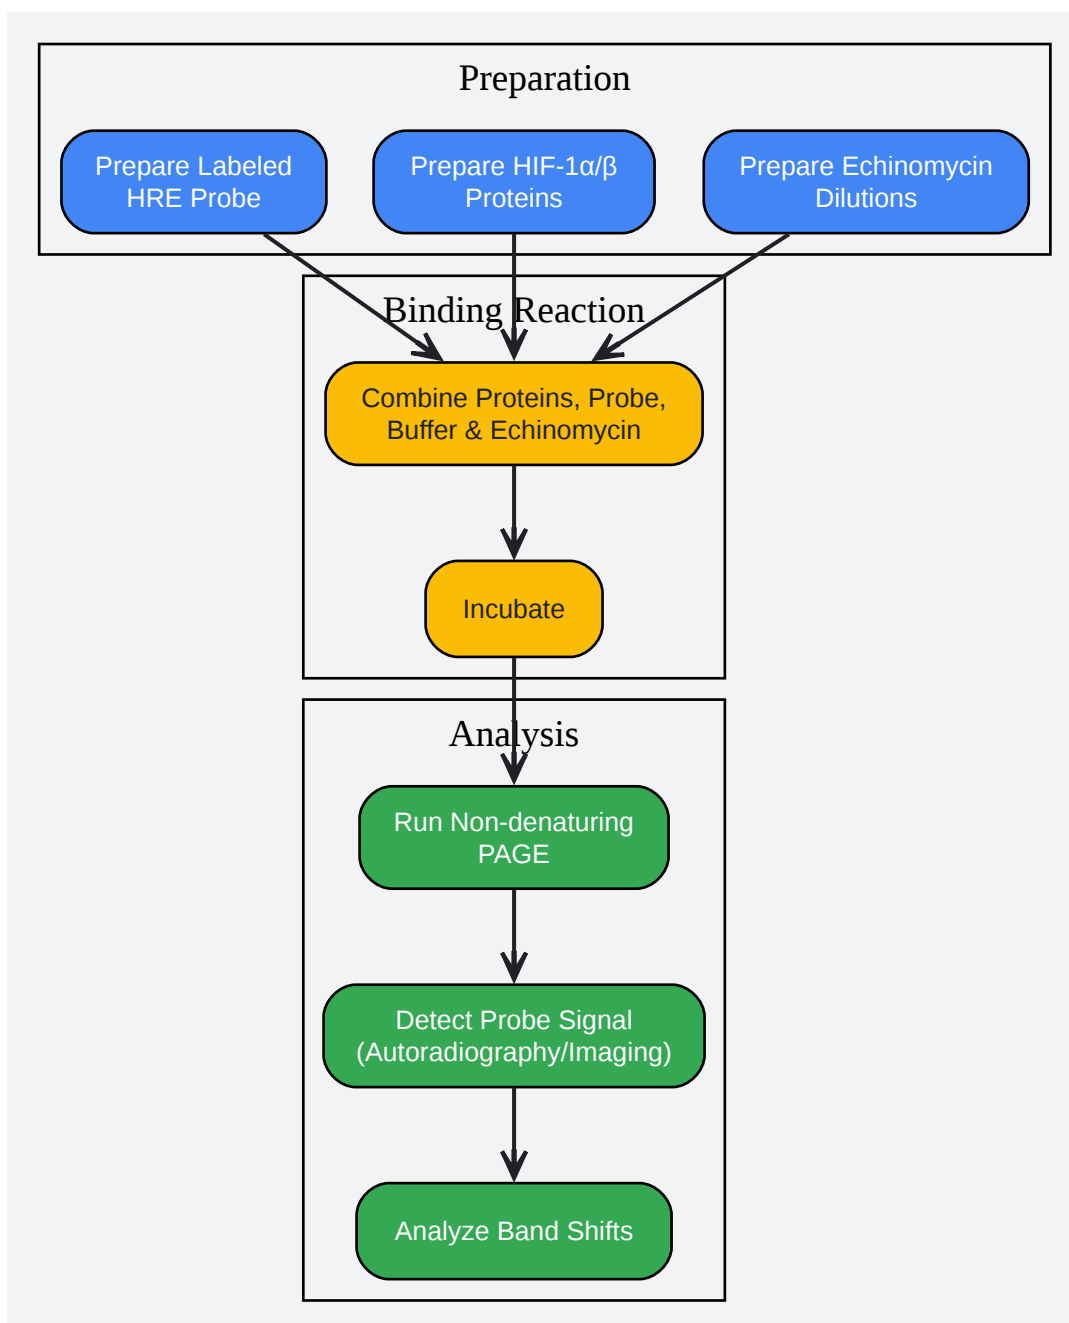 Preparation
Prepare Labeled
HRE Probe
Prepare HIF-1α/β
Proteins
Prepare Echinomycin
Dilutions
Binding Reaction
Combine Proteins, Probe,
Buffer & Echinomycin
Incubate
Analysis
Run Non-denaturing
PAGE
Detect Probe Signal
(Autoradiography/Imaging)
Analyze Band Shifts